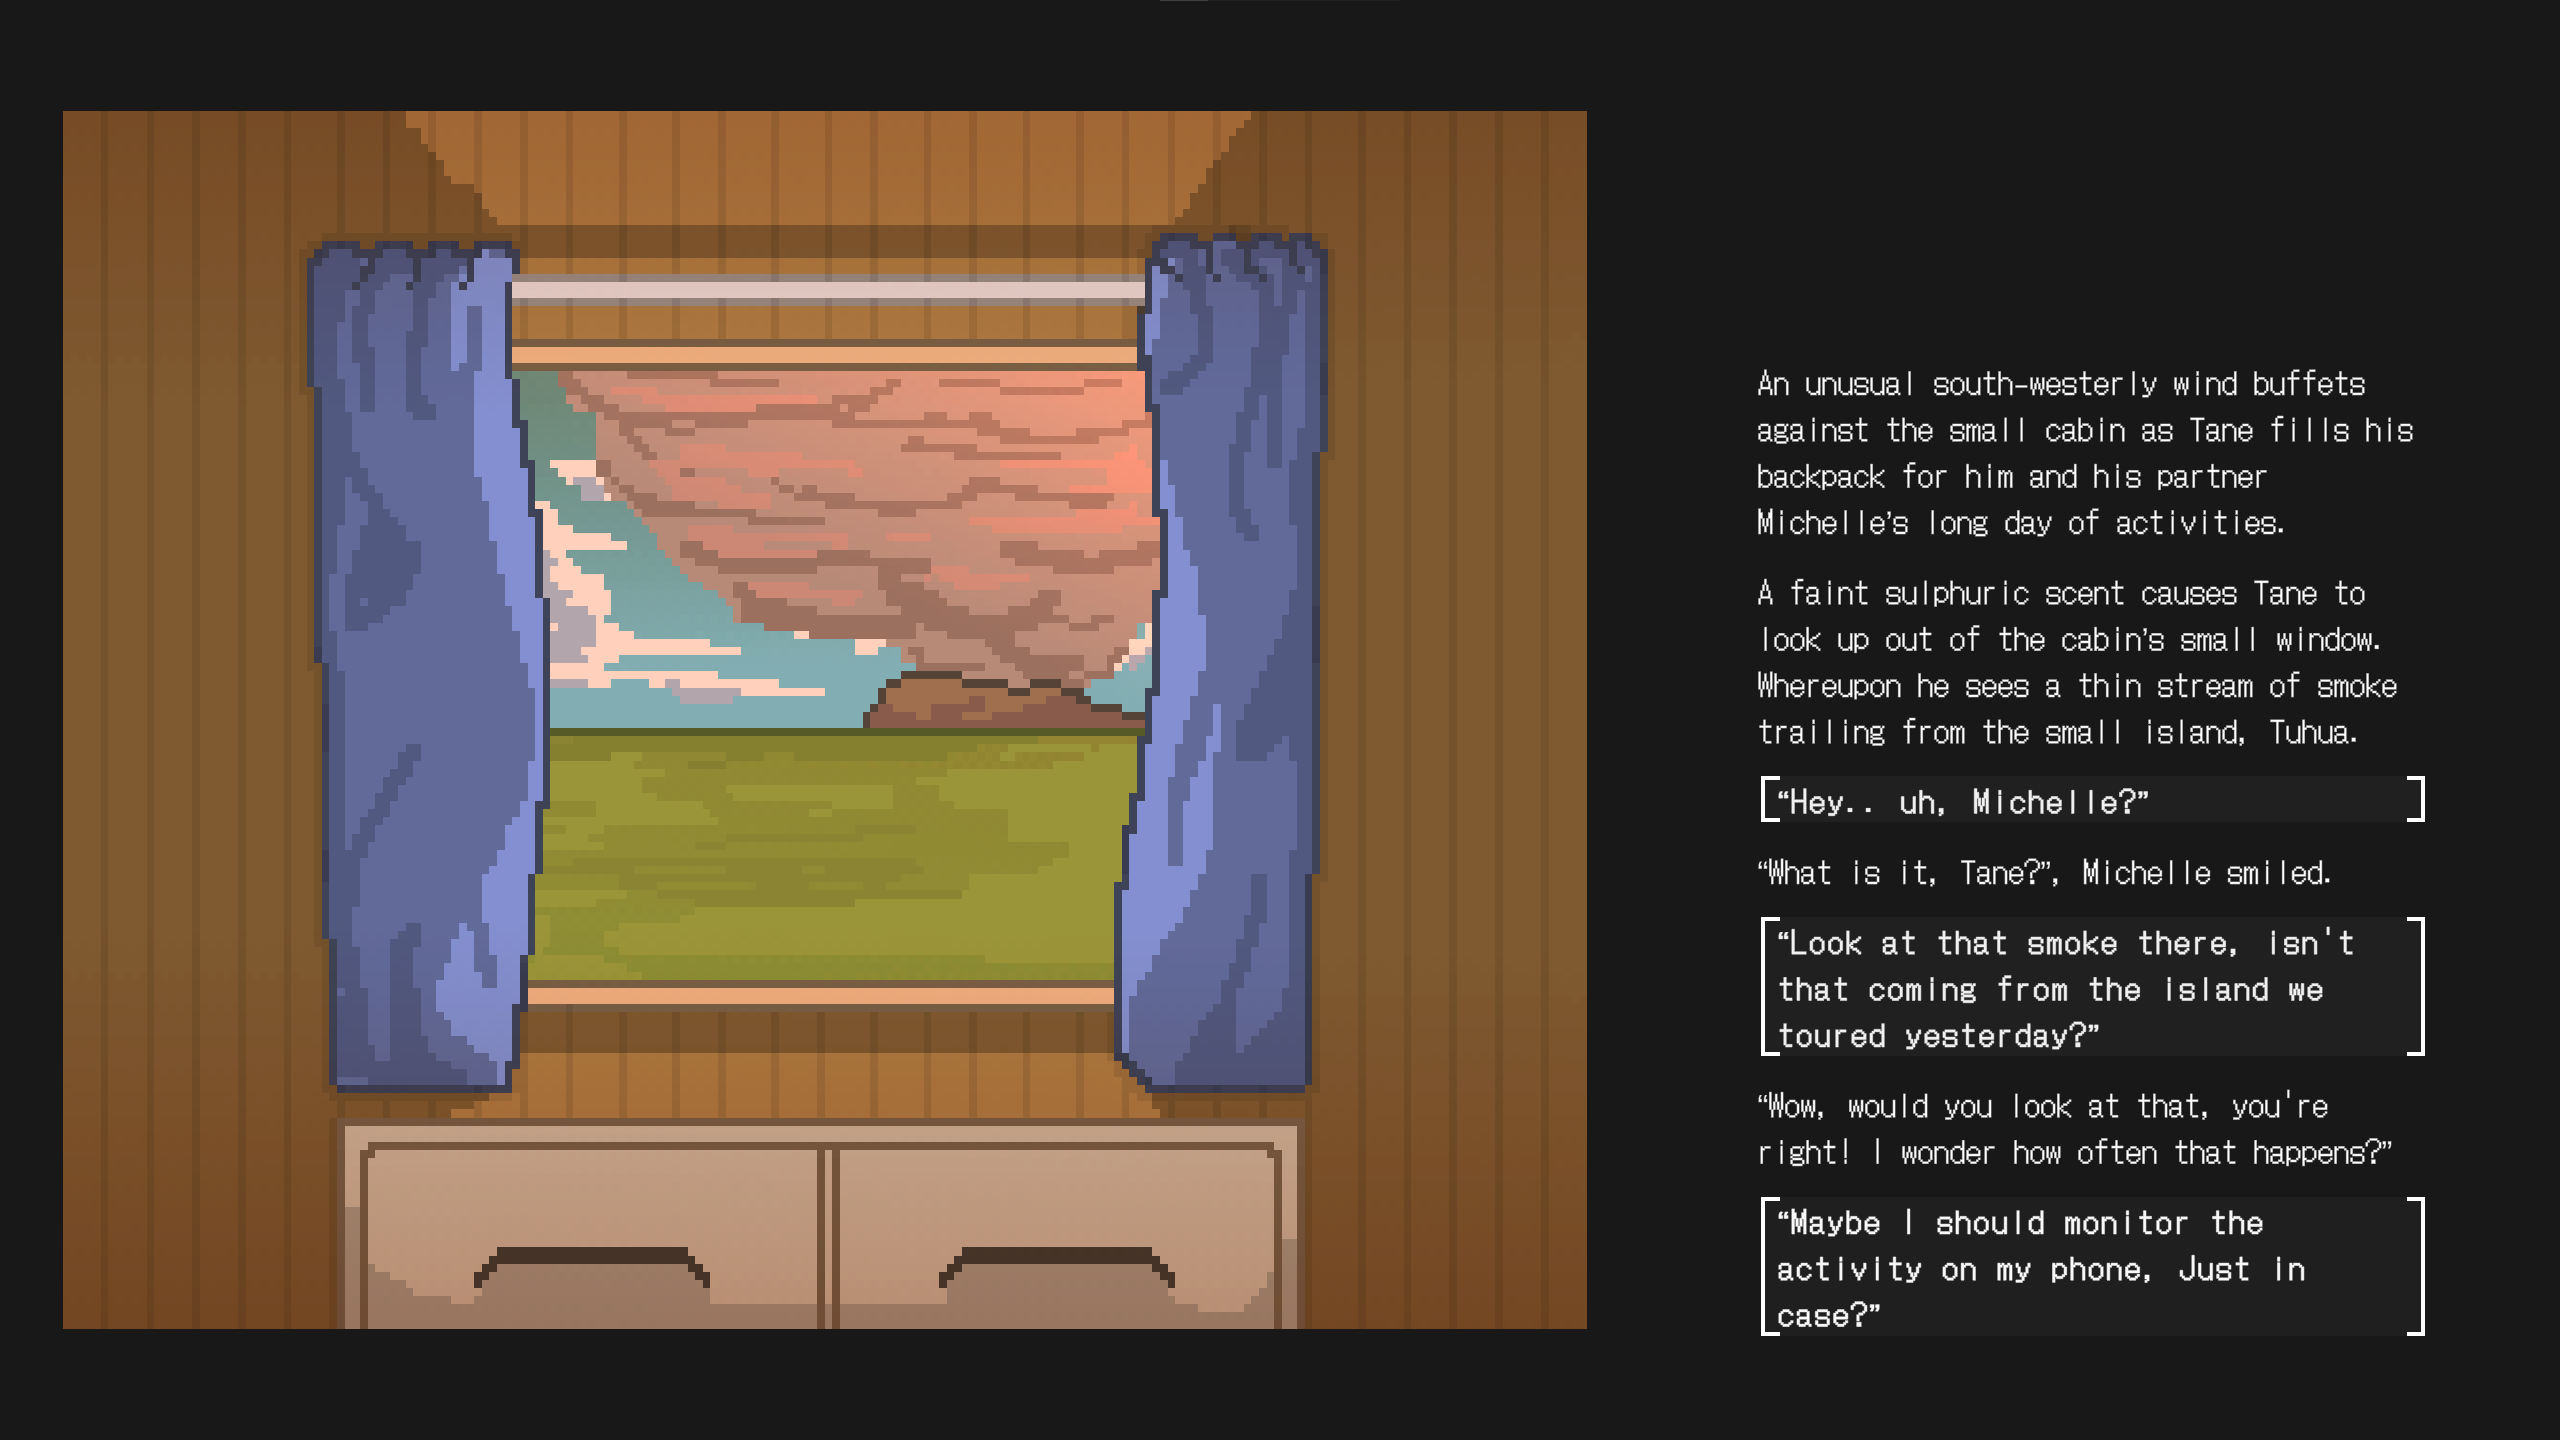 An unusual south-westerly wind buffets
against the small cabin as Tane fills his
backpack for him and his partner
Michelle’s long day of activities.
A faint sulphuric scent causes Tane to
look up out of the cabin’s small window.
Whereupon he sees a thin stream of smoke
trailing from the small island, Tuhua.
“Hey.. uh, Michelle?”
“What is it, Tane?”, Michelle smiled.
“Look at that smoke there, isn't
that coming from the island we
toured yesterday?”
“Wow, would you look at that, you're
right! I wonder how often that happens?”
“Maybe I should monitor the
activity on my phone, Just in
case?”